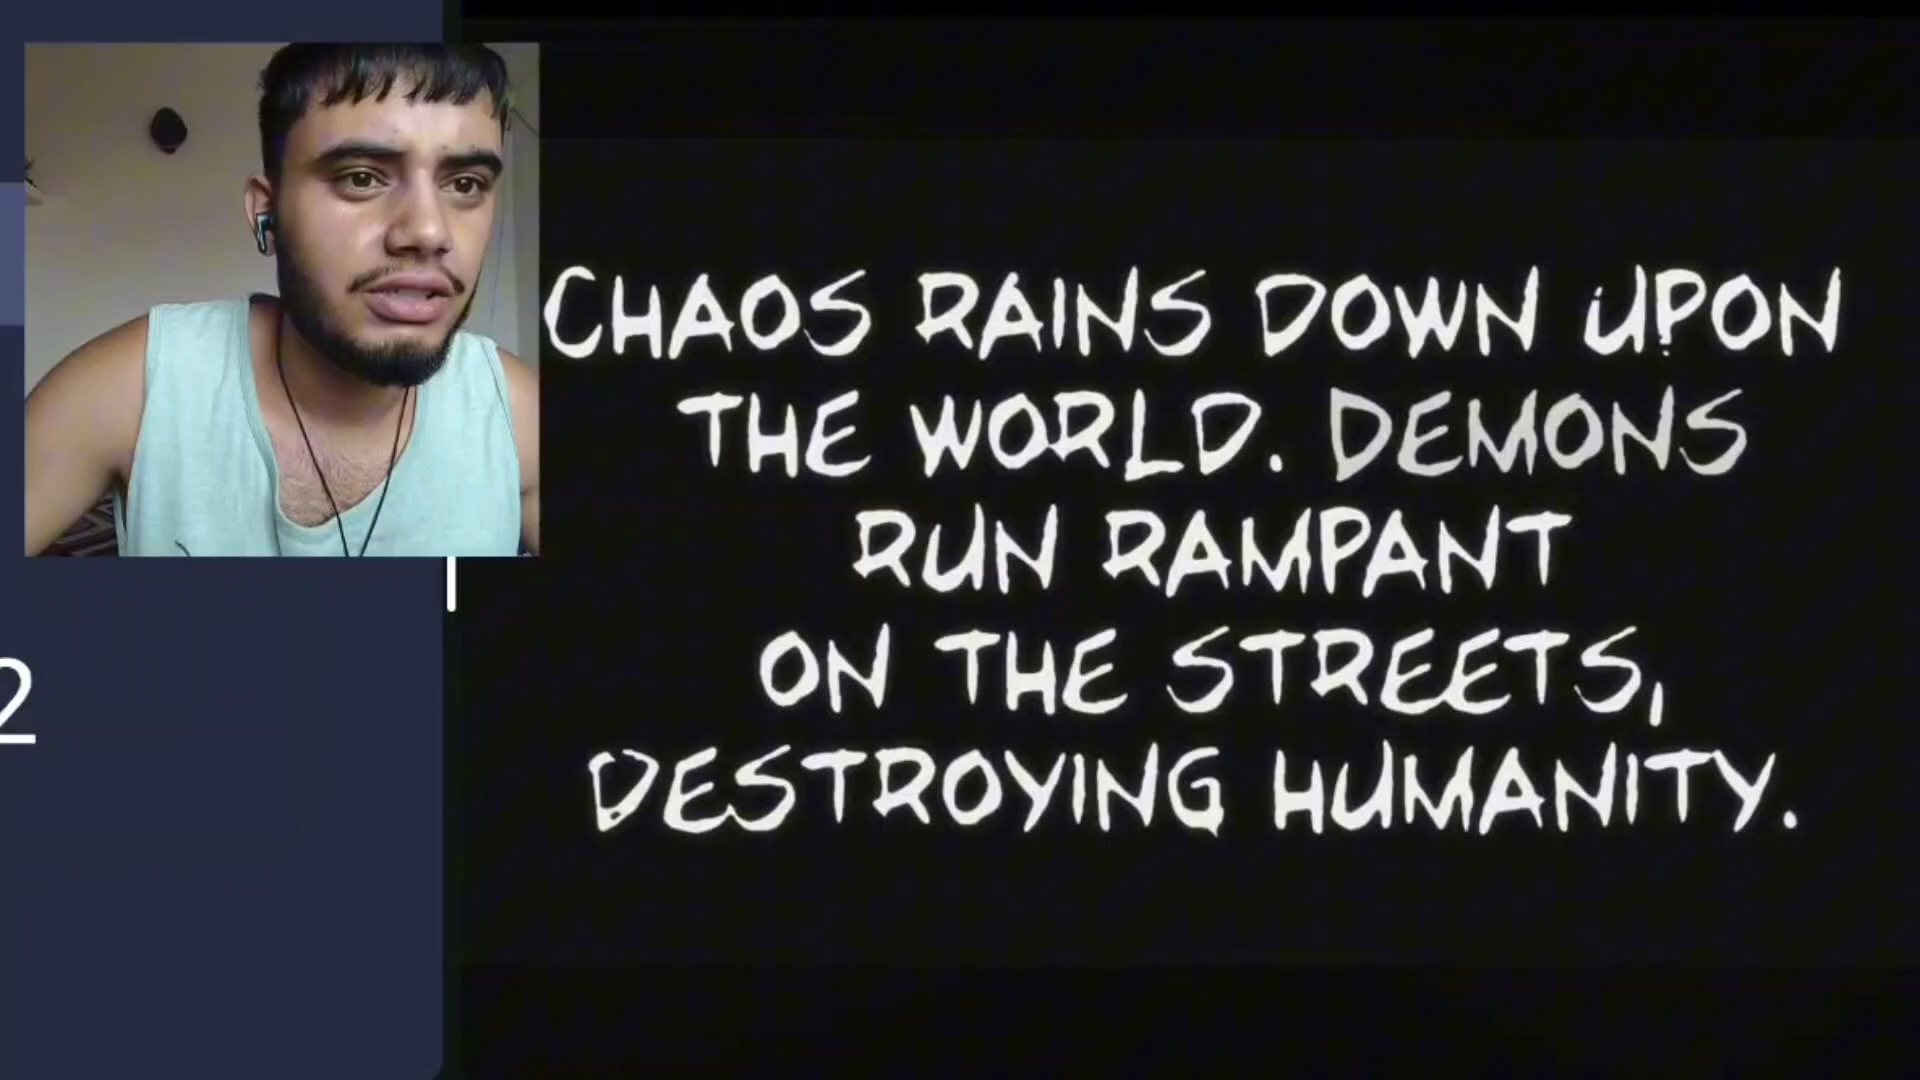 CHAOS RAINS DOWN UPON
THE WORLD. DEMONS
RUN RAMPANT
ON THE STREETS,
DESTROYING HUMANITY.
2